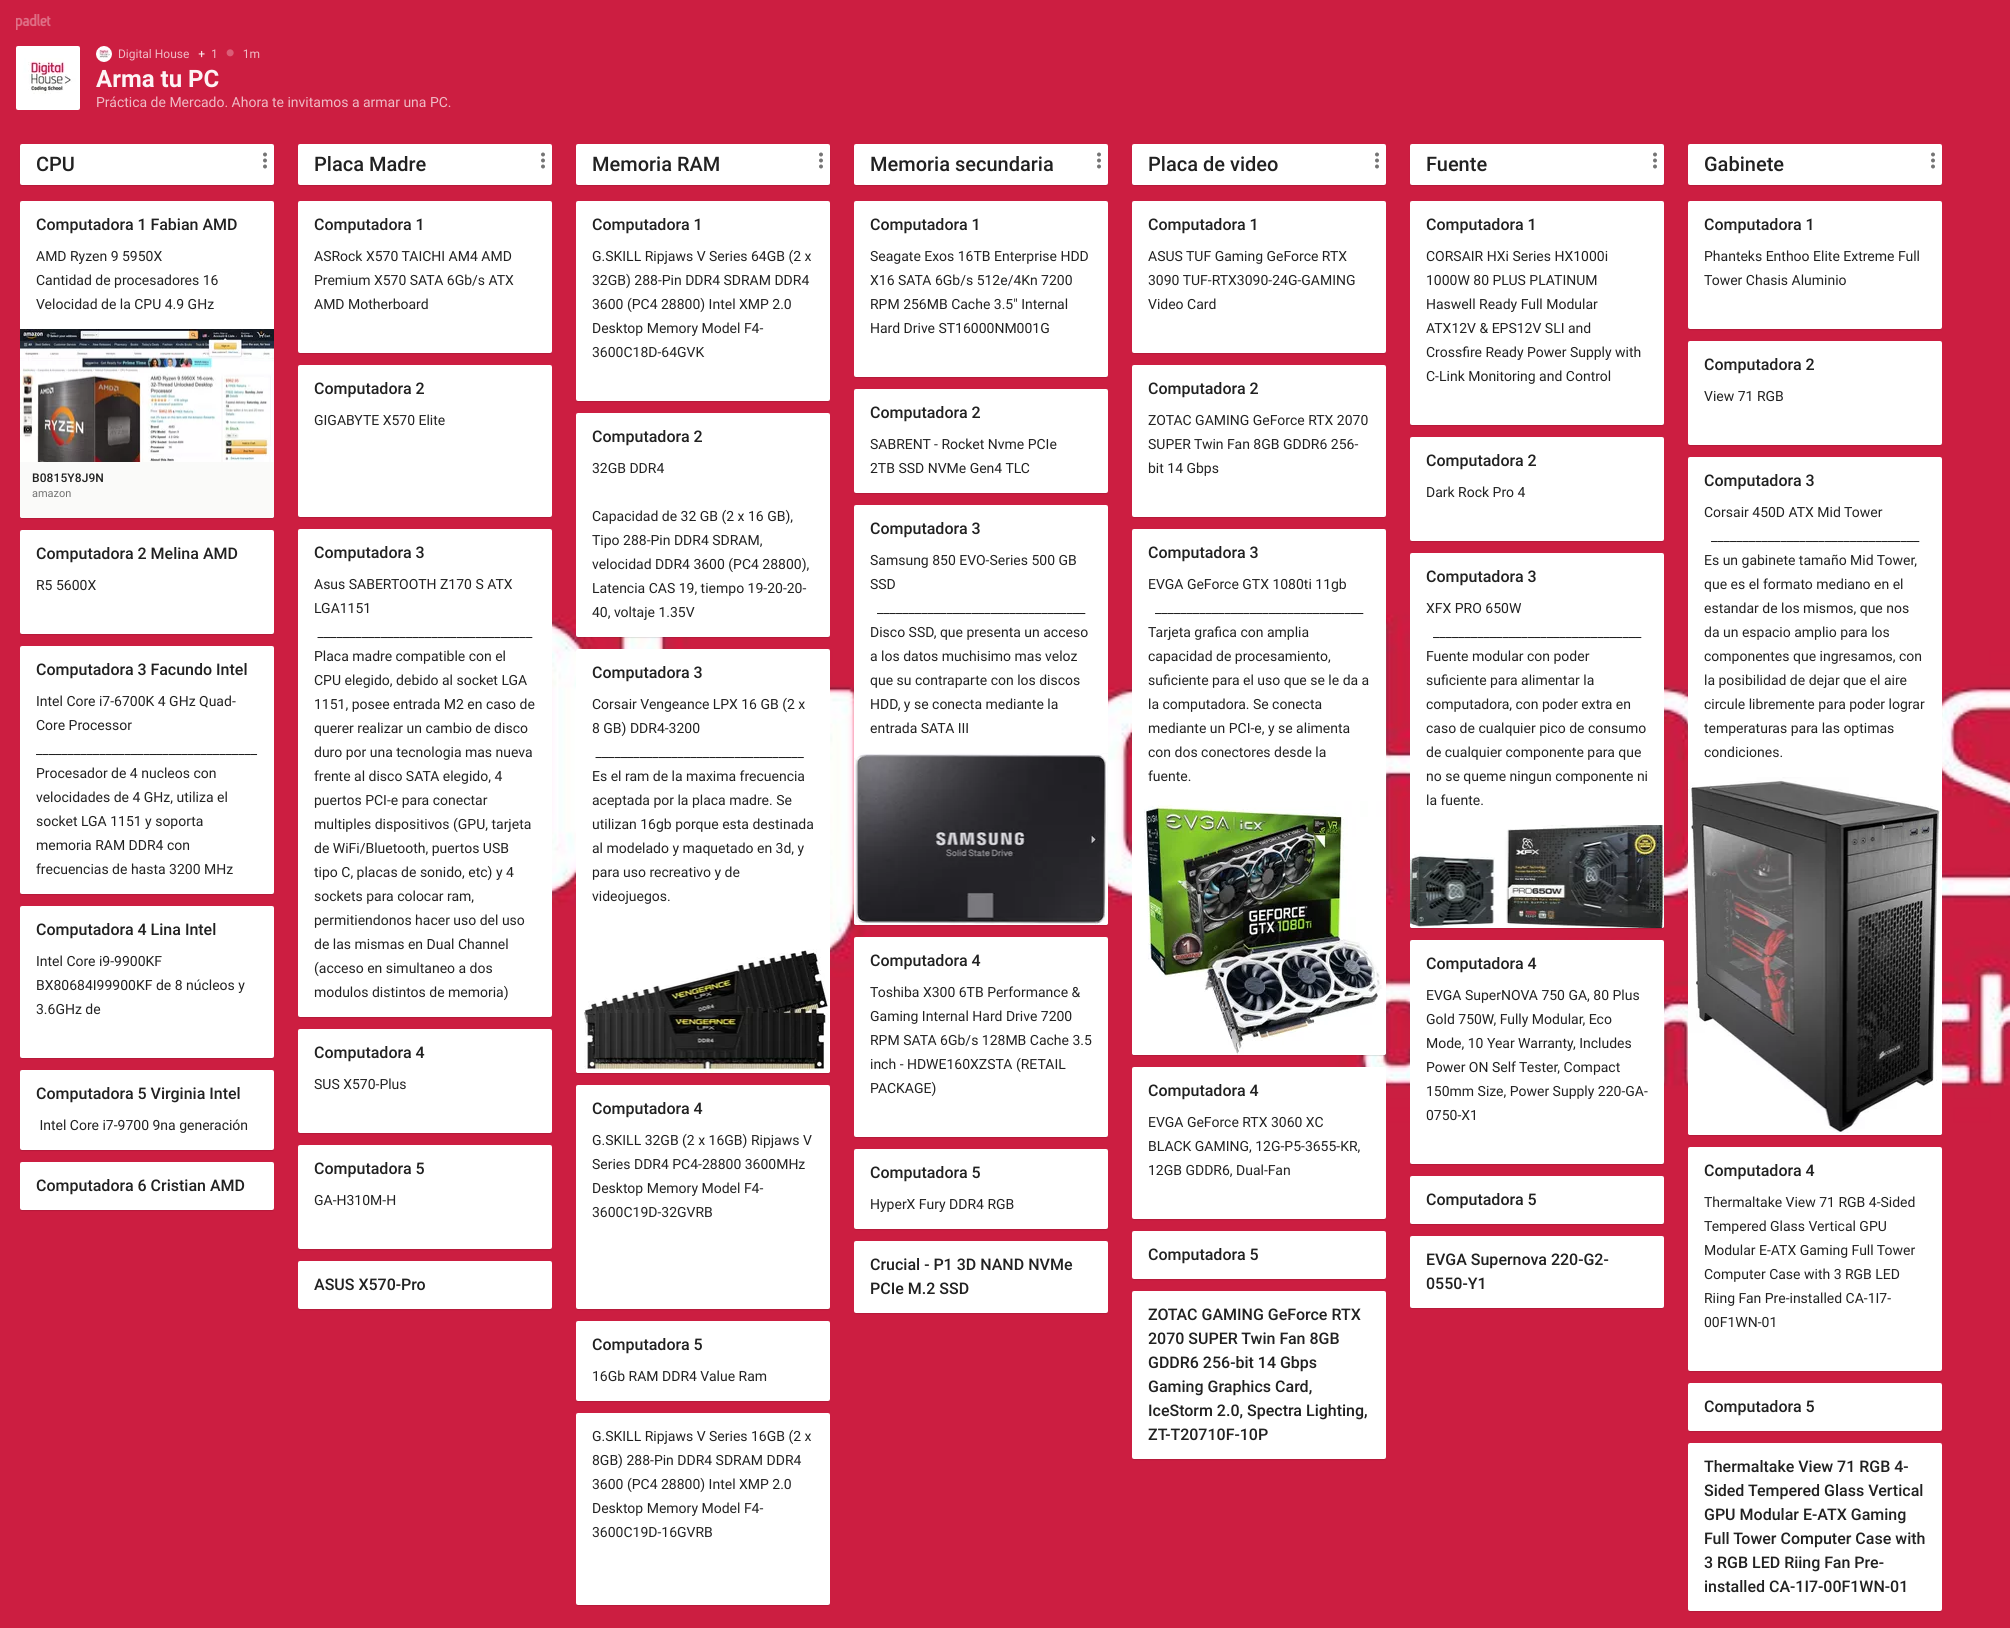 padlet
Digital
House>
Coding School
Digital House + 1 1m
Arma tu PC
Práctica de Mercado. Ahora te invitamos a armar una PC.
CPU
Computadora 1 Fabian AMD
AMD Ryzen 9 5950X
Cantidad de procesadores 16
Velocidad de la CPU 4.9 GHz
amazon
AMD
RYZEN
B0815Y8J9N
amazon
Computadora 2 Melina AMD
R5 5600X
Computadora 3 Facundo Intel
Intel Core i7-6700K 4 GHz Quad-
Core Processor
Procesador de 4 nucleos con
velocidades de 4 GHz, utiliza el
socket LGA 1151 y soporta
memoria RAM DDR4 con
frecuencias de hasta 3200 MHz
Computadora 4 Lina Intel
Intel Core i9-9900KF
BX80684I99900KF de 8 núcleos y
3.6GHz de
Computadora 5 Virginia Intel
Intel Core i7-9700 9na generación
Computadora 6 Cristian AMD
Placa Madre
Computadora 1
ASRock X570 TAICHI AM4 AMD
Premium X570 SATA 6Gb/s ATX
AMD Motherboard
Computadora 2
GIGABYTE X570 Elite
Computadora 3
Asus SABERTOOTH Z170 S ATX
LGA1151
Placa madre compatible con el
CPU elegido, debido al socket LGA
1151, posee entrada M2 en caso de
querer realizar un cambio de disco
duro por una tecnologia mas nueva
frente al disco SATA elegido, 4
puertos PCI-e para conectar
multiples dispositivos (GPU, tarjeta
de WiFi/Bluetooth, puertos USB
tipo C, placas de sonido, etc) y 4
sockets para colocar ram,
permitiendonos hacer uso del uso
de las mismas en Dual Channel
(acceso en simultaneo a dos
modulos distintos de memoria)
Computadora 4
SUS X570-Plus
Computadora 5
GA-H310M-H
ASUS X570-Pro
Memoria RAM
Computadora 1
G.SKILL Ripjaws V Series 64GB (2 x
32GB) 288-Pin DDR4 SDRAM DDR4
3600 (PC4 28800) Intel XMP 2.0
Desktop Memory Model F4-
3600C18D-64GVK
Computadora 2
32GB DDR4
Capacidad de 32 GB (2 x 16 GB),
Tipo 288-Pin DDR4 SDRAM,
velocidad DDR4 3600 (PC4 28800),
Latencia CAS 19, tiempo 19-20-20-
40, voltaje 1.35V
Computadora 3
Corsair Vengeance LPX 16 GB (2 x
8 GB) DDR4-3200
Es el ram de la maxima frecuencia
aceptada por la placa madre. Se
utilizan 16gb porque esta destinada
al modelado y maquetado en 3d, y
para uso recreativo y de
videojuegos.
VENGEANCE
LPX
DDR4
VENGEANCE
LPX
DDR4
Computadora 4
G.SKILL 32GB (2 x 16GB) Ripjaws V
Series DDR4 PC4-28800 3600MHz
Desktop Memory Model F4-
3600C19D-32GVRB
Computadora 5
16Gb RAM DDR4 Value Ram
G.SKILL Ripjaws V Series 16GB (2 x
8GB) 288-Pin DDR4 SDRAM DDR4
3600 (PC4 28800) Intel XMP 2.0
Desktop Memory Model F4-
3600C19D-16GVRB
Memoria secundaria
Computadora 1
Seagate Exos 16TB Enterprise HDD
X16 SATA 6Gb/s 512e/4Kn 7200
RPM 256MB Cache 3.5" Internal
Hard Drive ST16000NM001G
Computadora 2
SABRENT - Rocket Nvme PCIe
2TB SSD NVMe Gen4 TLC
Computadora 3
Samsung 850 EVO-Series 500 GB
SSD
Disco SSD, que presenta un acceso
a los datos muchisimo mas veloz
que su contraparte con los discos
HDD, y se conecta mediante la
entrada SATA III
SAMSUNG
Solid State Drive
Computadora 4
Toshiba X300 6TB Performance &
Gaming Internal Hard Drive 7200
RPM SATA 6Gb/s 128MB Cache 3.5
inch - HDWE160XZSTA (RETAIL
PACKAGE)
Computadora 5
HyperX Fury DDR4 RGB
Crucial - P1 3D NAND NVMe
PCIe M.2 SSD
Placa de video
Computadora 1
ASUS TUF Gaming GeForce RTX
3090 TUF-RTX3090-24G-GAMING
Video Card
Computadora 2
ZOTAC GAMING GeForce RTX 2070
SUPER Twin Fan 8GB GDDR6 256-
bit 14 Gbps
Computadora 3
EVGA GeForce GTX 1080ti 11gb
Tarjeta grafica con amplia
capacidad de procesamiento,
suficiente para el uso que se le da a
la computadora. Se conecta
mediante un PCI-e, y se alimenta
con dos conectores desde la
fuente.
EVGA icx
VR
GEFORCE
GTX 1080 Ti
Computadora 4
EVGA GeForce RTX 3060 XC
BLACK GAMING, 12G-P5-3655-KR,
12GB GDDR6, Dual-Fan
Computadora 5
ZOTAC GAMING GeForce RTX
2070 SUPER Twin Fan 8GB
GDDR6 256-bit 14 Gbps
Gaming Graphics Card,
IceStorm 2.0, Spectra Lighting,
ZT-T20710F-10P
Fuente
Computadora 1
CORSAIR HXi Series HX1000i
1000W 80 PLUS PLATINUM
Haswell Ready Full Modular
ATX12V & EPS12V SLI and
Crossfire Ready Power Supply with
C-Link Monitoring and Control
Computadora 2
Dark Rock Pro 4
Computadora 3
XFX PRO 650W
Fuente modular con poder
suficiente para alimentar la
computadora, con poder extra en
caso de cualquier pico de consumo
de cualquier componente para que
no se queme ningun componente ni
la fuente.
XFX
PRO650W
Computadora 4
EVGA SuperNOVA 750 GA, 80 Plus
Gold 750W, Fully Modular, Eco
Mode, 10 Year Warranty, Includes
Power ON Self Tester, Compact
150mm Size, Power Supply 220-GA-
0750-X1
Computadora 5
EVGA Supernova 220-G2-
0550-Y1
Gabinete
Computadora 1
Phanteks Enthoo Elite Extreme Full
Tower Chasis Aluminio
Computadora 2
View 71 RGB
Computadora 3
Corsair 450D ATX Mid Tower
Es un gabinete tamaño Mid Tower,
que es el formato mediano en el
estandar de los mismos, que nos
da un espacio amplio para los
componentes que ingresamos, con
la posibilidad de dejar que el aire
circule libremente para poder lograr
temperaturas para las optimas
condiciones.
Computadora 4
Thermaltake View 71 RGB 4-Sided
Tempered Glass Vertical GPU
Modular E-ATX Gaming Full Tower
Computer Case with 3 RGB LED
Riing Fan Pre-installed CA-1I7-
00F1WN-01
Computadora 5
Thermaltake View 71 RGB 4-
Sided Tempered Glass Vertical
GPU Modular E-ATX Gaming
Full Tower Computer Case with
3 RGB LED Riing Fan Pre-
installed CA-1I7-00F1WN-01